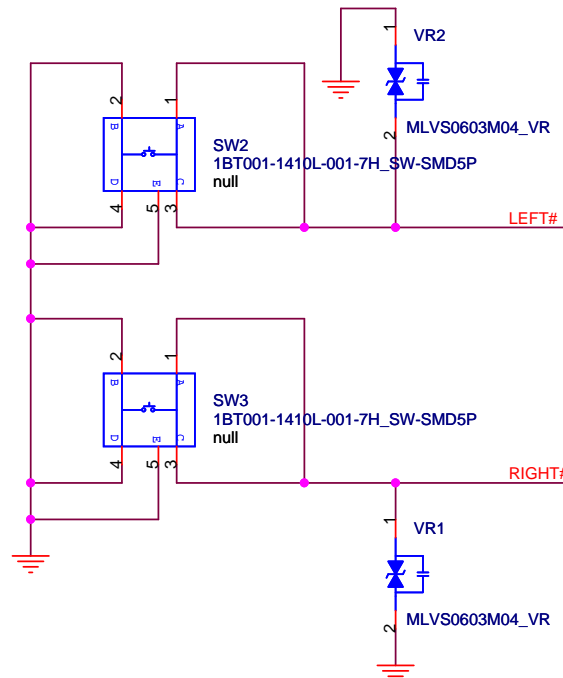 1
VR2
MLVS0603M04_VR
2
2
1
B
A
SW2
1BT001-1410L-001-7H_SW-SMD5P
null
D
E
C
4
5
3
LEFT#
2
1
B
A
SW3
1BT001-1410L-001-7H_SW-SMD5P
null
D
E
C
4
5
3
RIGHT#
1
VR1
MLVS0603M04_VR
2